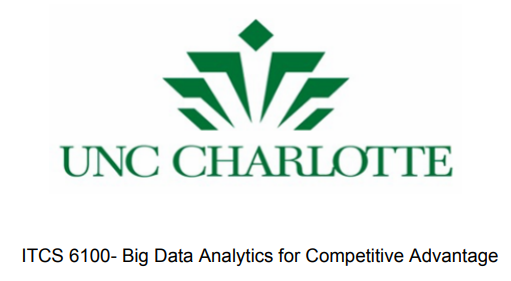 UNC CHARLOTTE
ITCS 6100- Big Data Analytics for Competitive Advantage